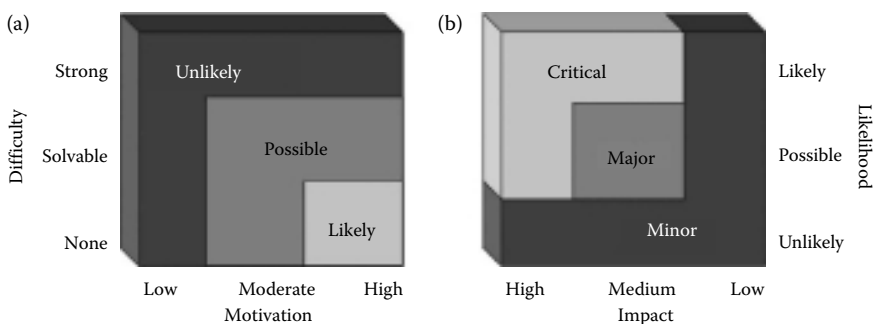 (a)
Difficulty
Strong
Solvable
None
Unlikely
Possible
Likely
Low Moderate High
Motivation
(b)
Critical
Major
Minor
Likely
Possible
Unlikely
Likelihood
High Medium Low
Impact